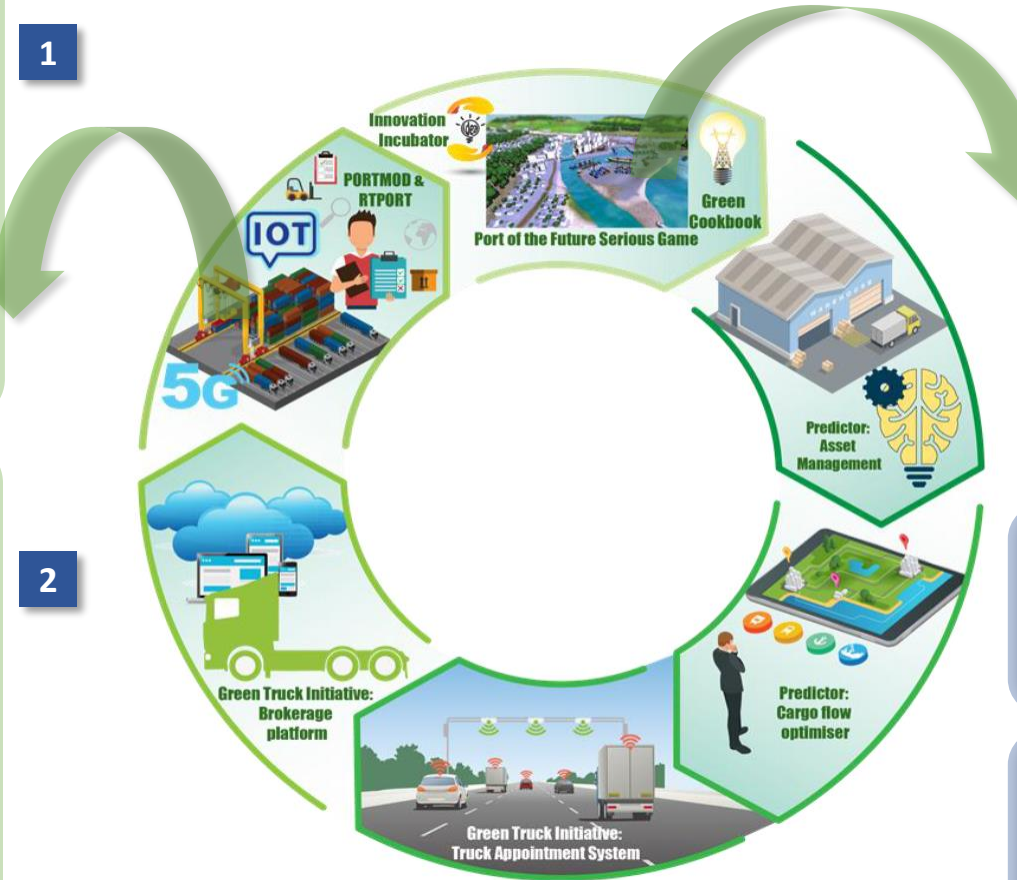 1
Innovation
Incubator
PORTMOD &
RTPORT
IOT
5G
Green
Cookbook
Port of the Future Serious Game
WAREHOUSE
Predictor:
Asset
Management
2
Green Truck Initiative:
Brokerage
platform
Predictor:
Cargo flow
optimiser
Green Truck Initiative:
Truck Appointment System